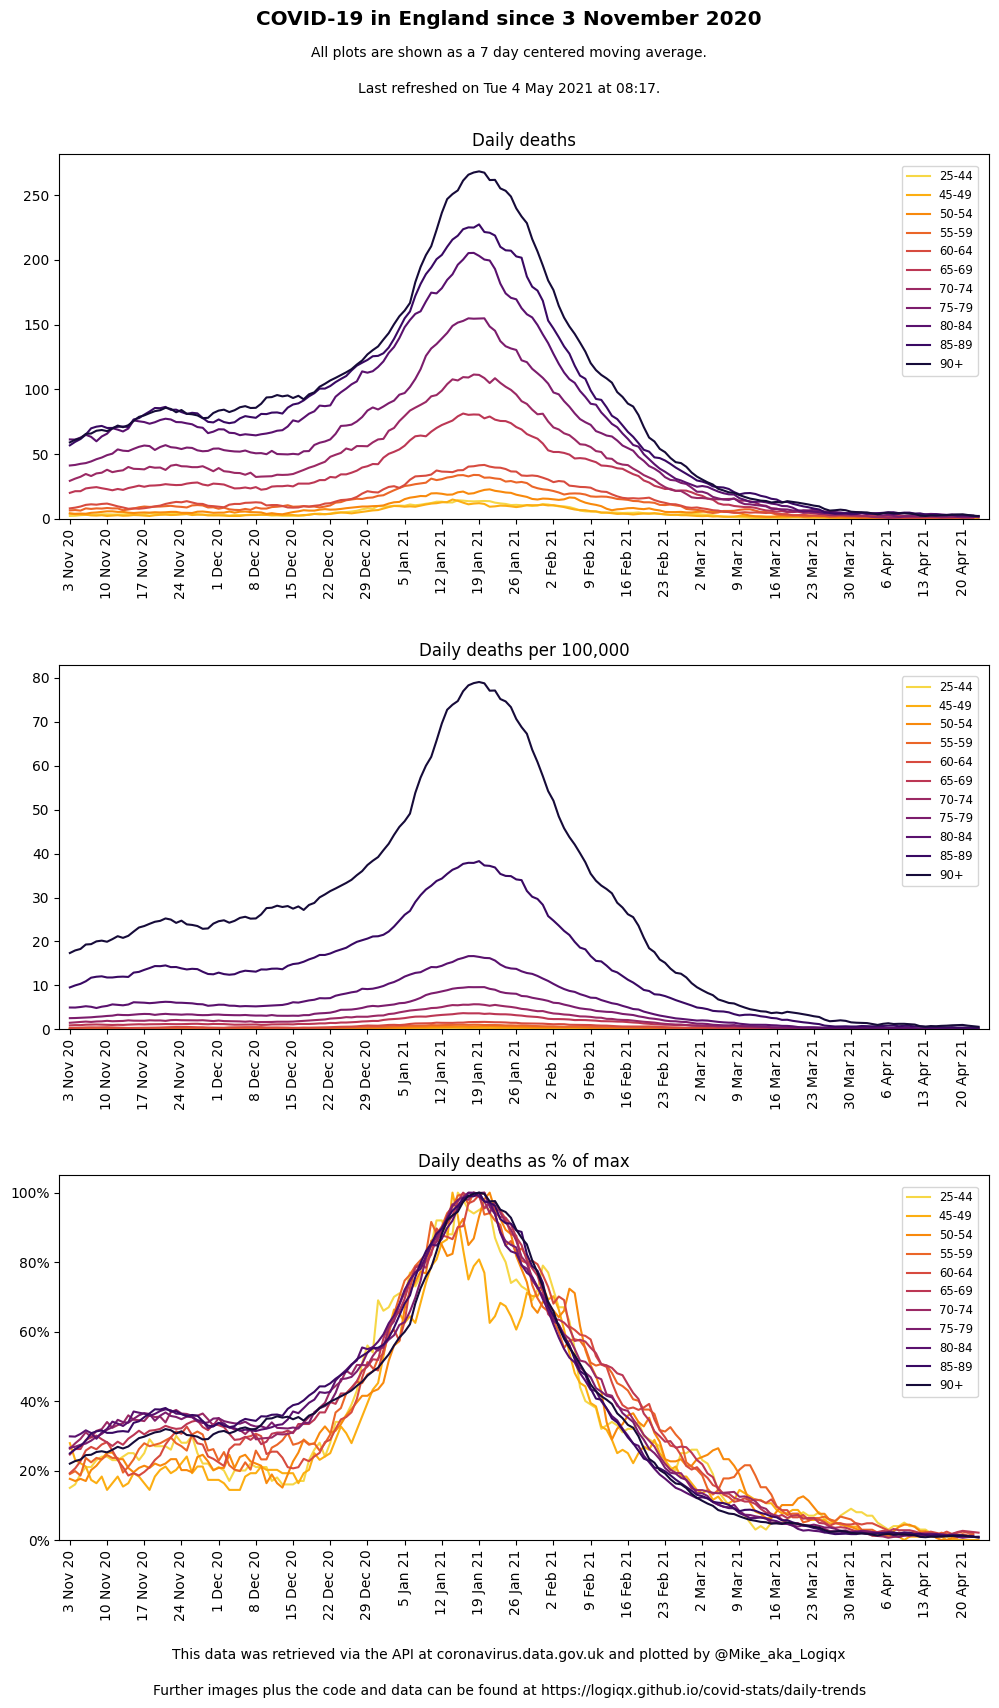 COVID-19 in England since 3 November 2020
All plots are shown as a 7 day centered moving average.
Last refreshed on Tue 4 May 2021 at 08:17.
Daily deaths
250
200
150
100
50
0
25-44
45-49
50-54
55-59
60-64
65-69
70-74
75-79
80-84
85-89
90+
3 Nov 20
10 Nov 20
17 Nov 20
24 Nov 20
1 Dec 20
8 Dec 20
15 Dec 20
22 Dec 20
29 Dec 20
5 Jan 21
12 Jan 21
19 Jan 21
26 Jan 21
2 Feb 21
9 Feb 21
16 Feb 21
23 Feb 21
2 Mar 21
9 Mar 21
16 Mar 21
23 Mar 21
30 Mar 21
6 Apr 21
13 Apr 21
20 Apr 21
Daily deaths per 100,000
80
70
60
50
40
30
20
10
0
25-44
45-49
50-54
55-59
60-64
65-69
70-74
75-79
80-84
85-89
90+
3 Nov 20
10 Nov 20
17 Nov 20
24 Nov 20
1 Dec 20
8 Dec 20
15 Dec 20
22 Dec 20
29 Dec 20
5 Jan 21
12 Jan 21
19 Jan 21
26 Jan 21
2 Feb 21
9 Feb 21
16 Feb 21
23 Feb 21
2 Mar 21
9 Mar 21
16 Mar 21
23 Mar 21
30 Mar 21
6 Apr 21
13 Apr 21
20 Apr 21
Daily deaths as % of max
100%
80%
60%
40%
20%
0%
25-44
45-49
50-54
55-59
60-64
65-69
70-74
75-79
80-84
85-89
90+
3 Nov 20
10 Nov 20
17 Nov 20
24 Nov 20
1 Dec 20
8 Dec 20
15 Dec 20
22 Dec 20
29 Dec 20
5 Jan 21
12 Jan 21
19 Jan 21
26 Jan 21
2 Feb 21
9 Feb 21
16 Feb 21
23 Feb 21
2 Mar 21
9 Mar 21
16 Mar 21
23 Mar 21
30 Mar 21
6 Apr 21
13 Apr 21
20 Apr 21
This data was retrieved via the API at coronavirus.data.gov.uk and plotted by @Mike_aka_Logiqx
Further images plus the code and data can be found at https://logiqx.github.io/covid-stats/daily-trends